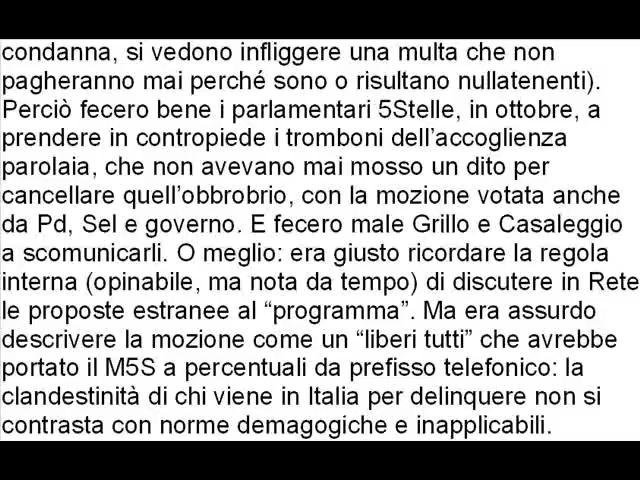 condanna, si vedono infliggere una multa che non
pagheranno mai perché sono o risultano nullatenenti).
Perciò fecero bene i parlamentari 5Stelle, in ottobre, a
prendere in contropiede i tromboni dell’accoglienza
parolaia, che non avevano mai mosso un dito per
cancellare quell’obbrobrio, con la mozione votata anche
da Pd, Sel e governo. E fecero male Grillo e Casaleggio
a scomunicarli. O meglio: era giusto ricordare la regola
interna (opinabile, ma nota da tempo) di discutere in Rete
le proposte estranee al “programma”. Ma era assurdo
descrivere la mozione come un “liberi tutti” che avrebbe
portato il M5S a percentuali da prefisso telefonico: la
clandestinità di chi viene in Italia per delinquere non si
contrasta con norme demagogiche e inapplicabili.